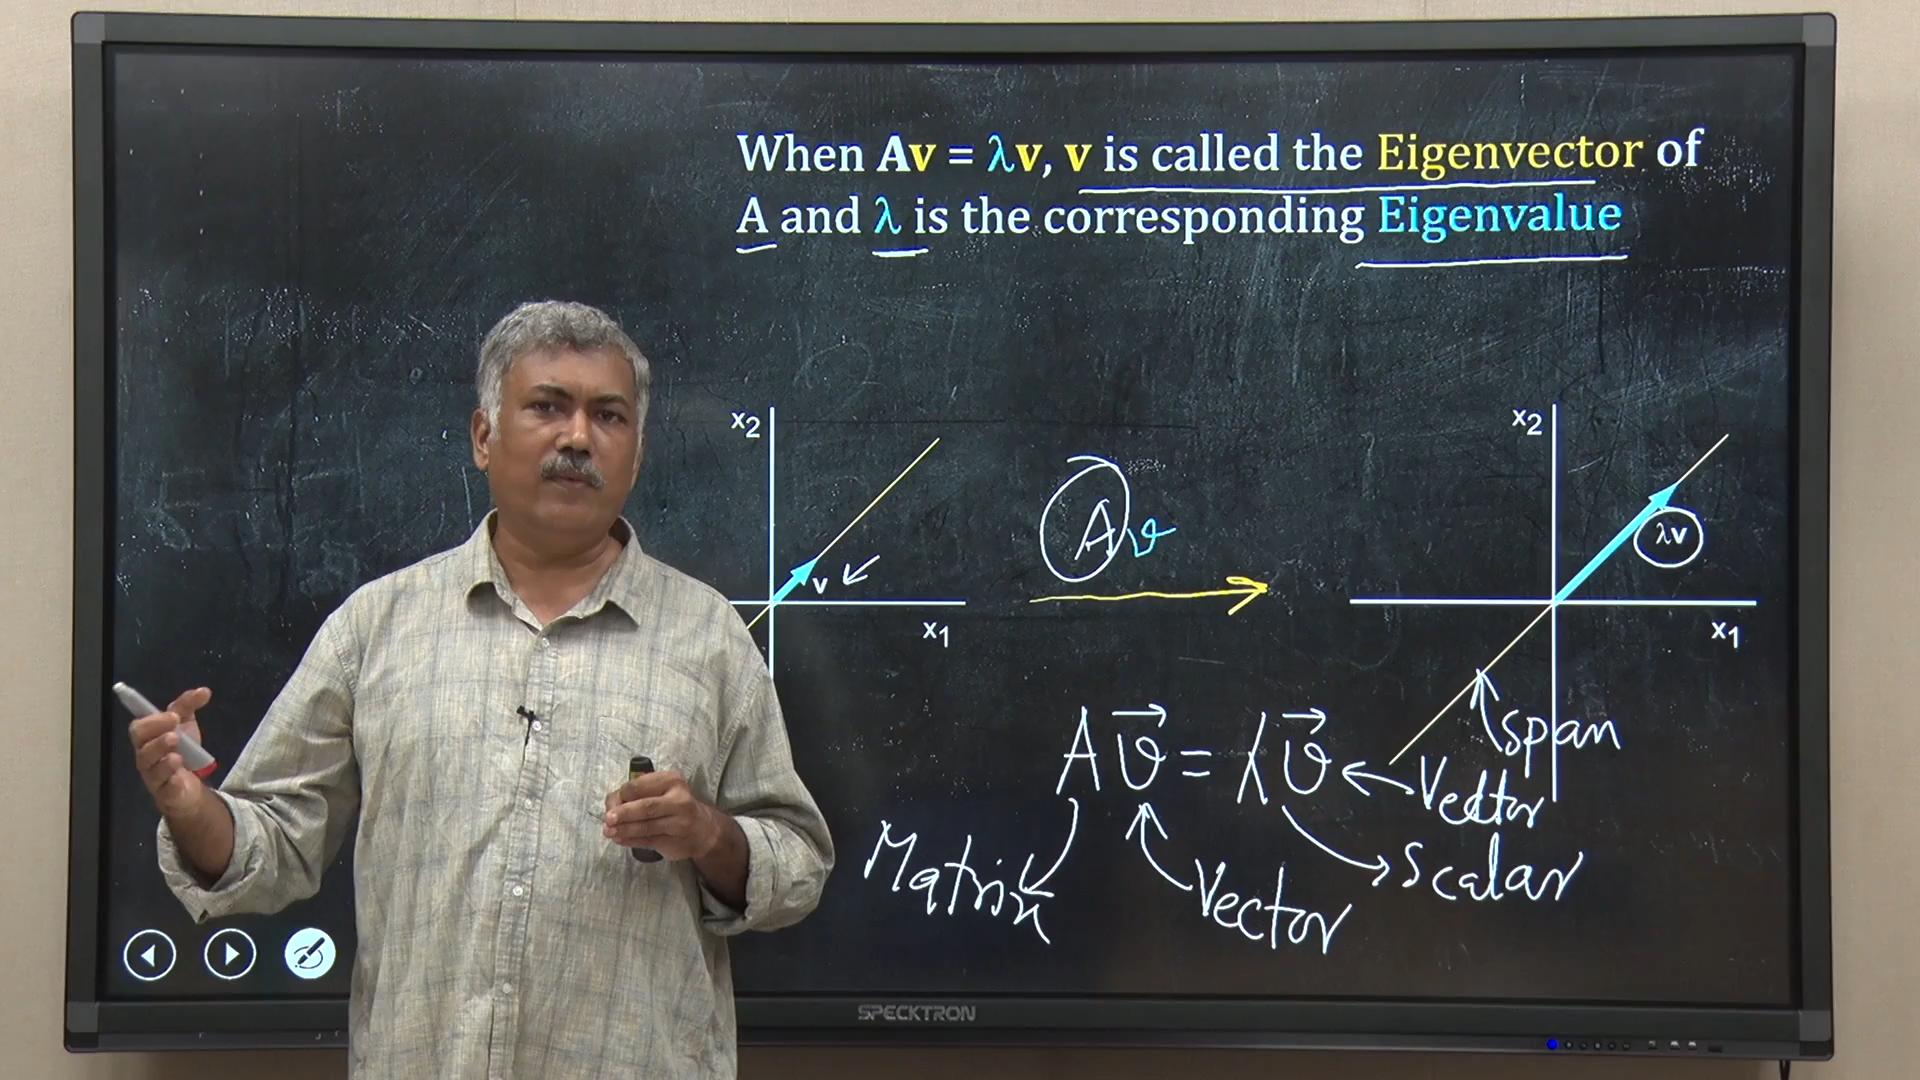 When Av = λv, v is called the Eigenvector of
A and λ is the corresponding Eigenvalue
x2
v
x1
Av
x2
λv
x1
span
A v = λ v
Vector
Scalar
Matrix
Vector
SPECKTRON